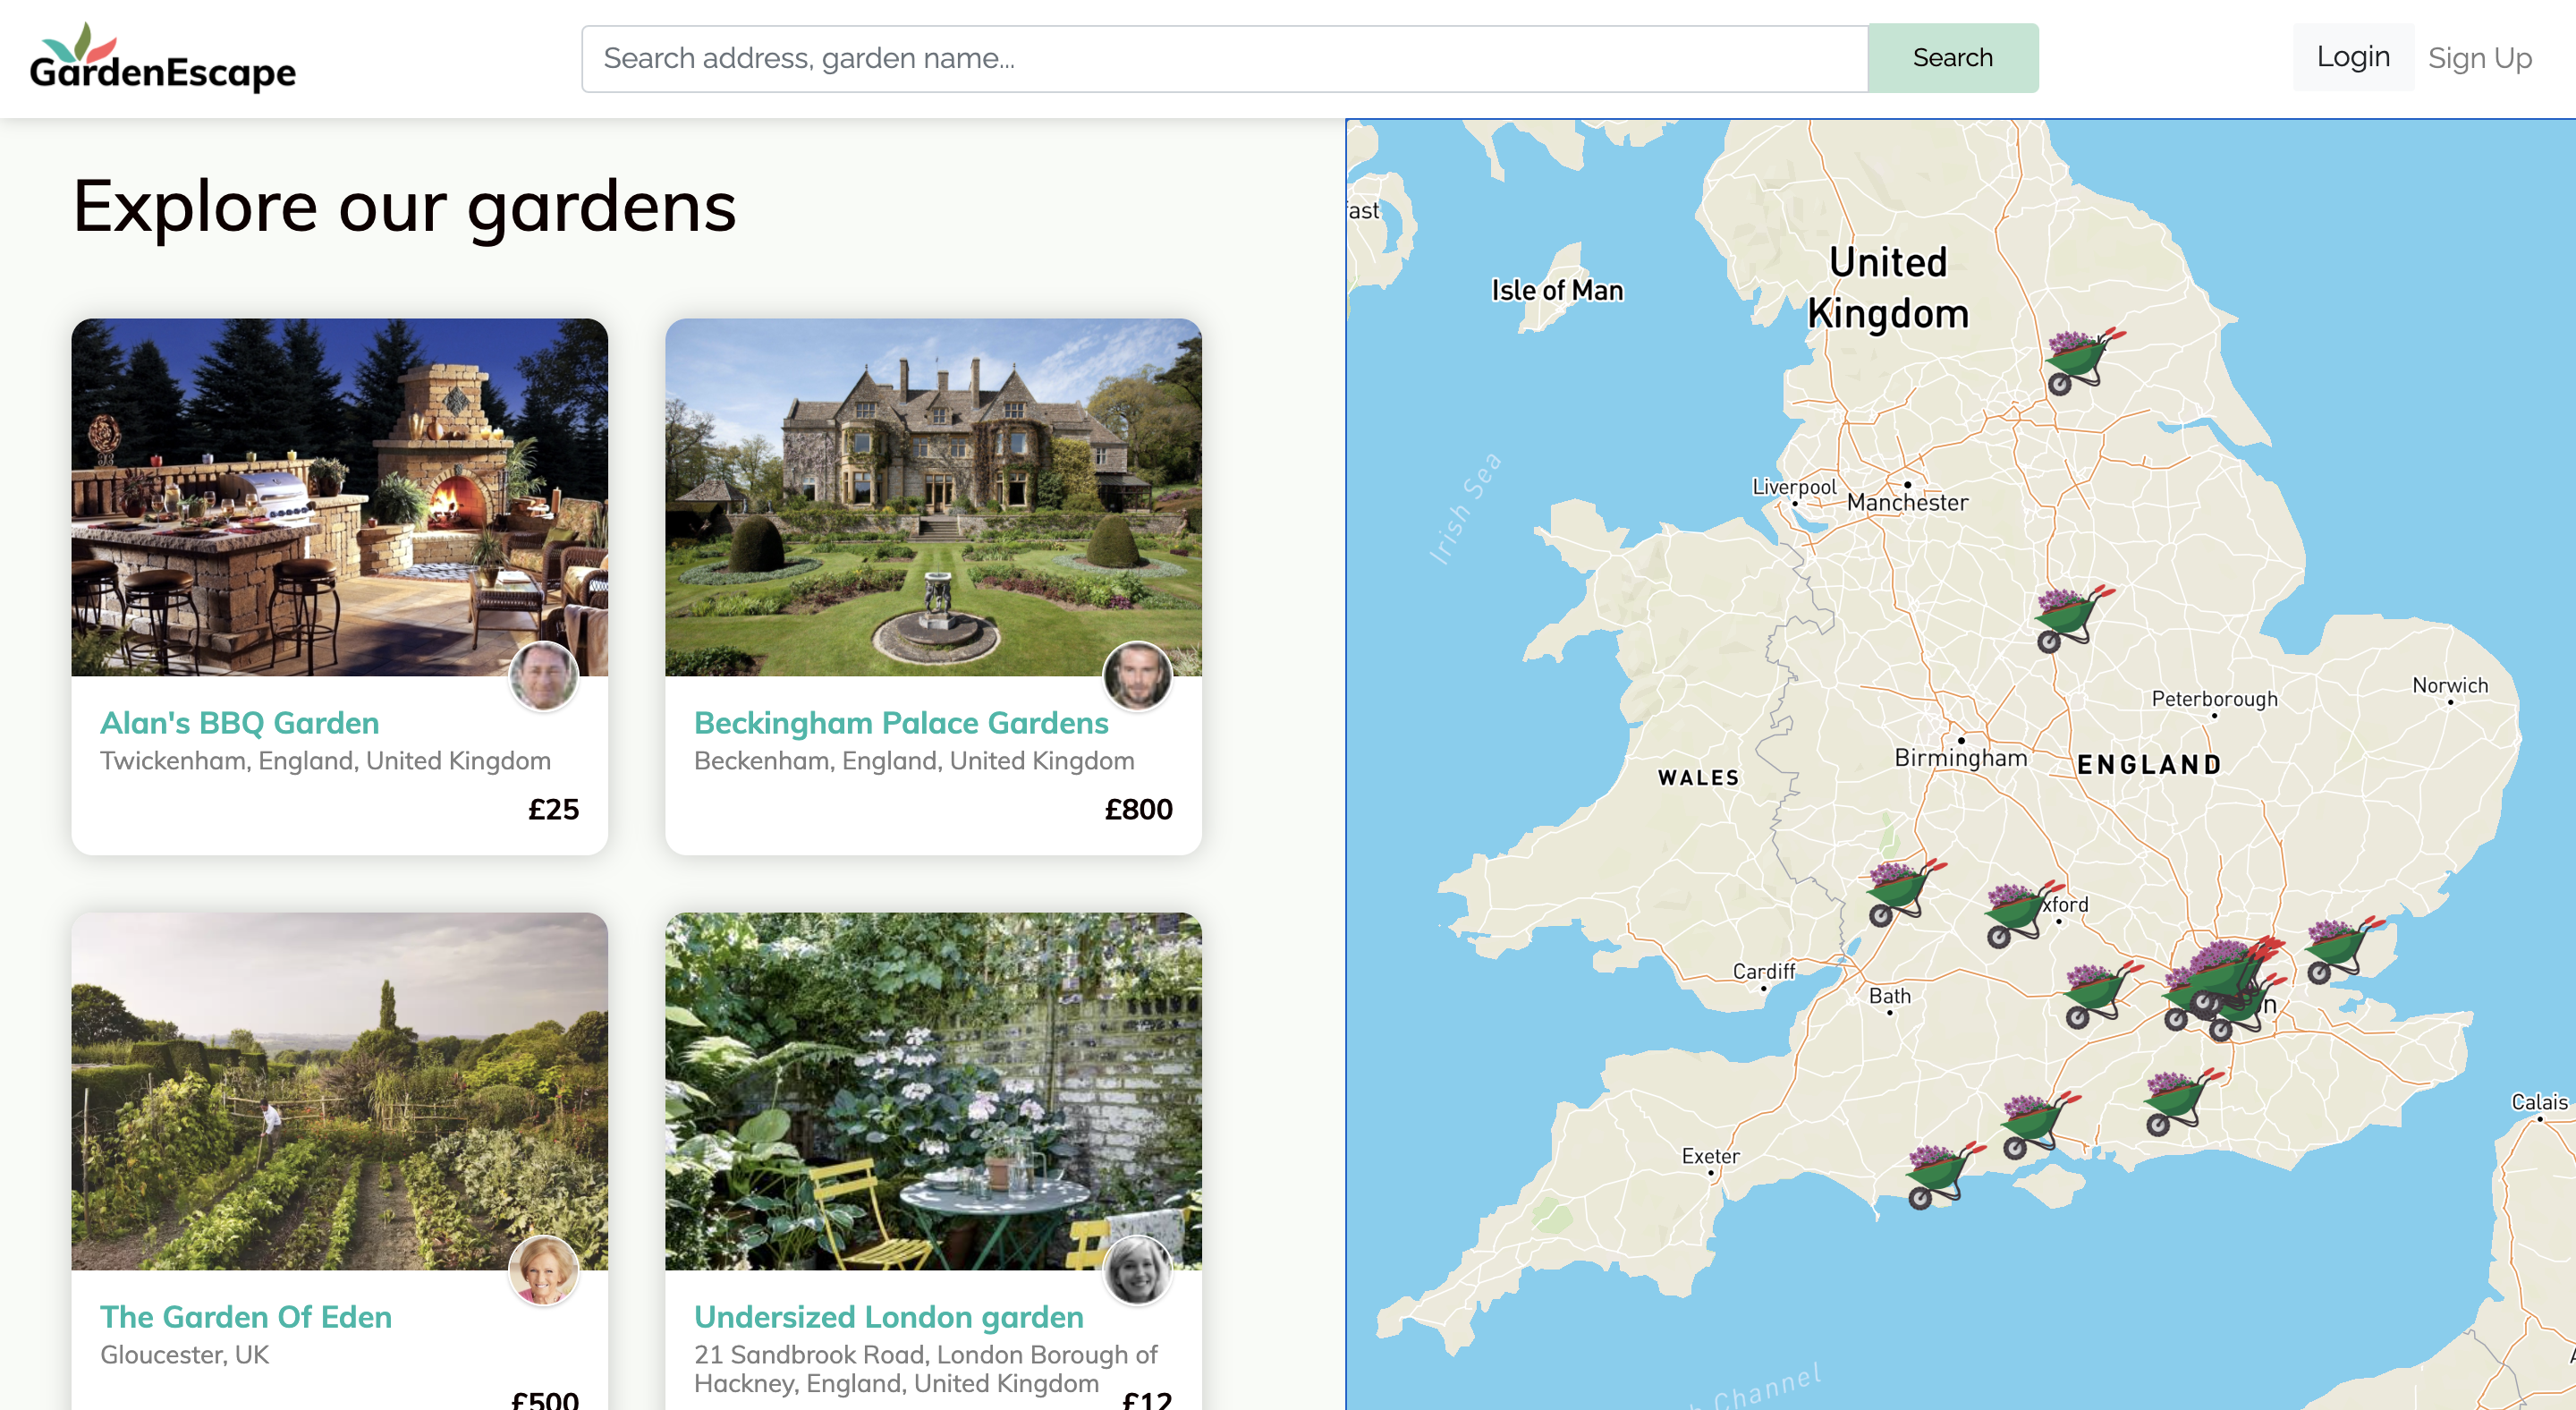 GardenEscape
Search address, garden name...
Search
Login
Sign Up
Explore our gardens
Alan's BBQ Garden
Twickenham, England, United Kingdom
£25
Beckingham Palace Gardens
Beckenham, England, United Kingdom
£800
The Garden Of Eden
Gloucester, UK
£500
Undersized London garden
21 Sandbrook Road, London Borough of
Hackney, England, United Kingdom
£12
fast
Isle of Man
United
Kingdom
Irish Sea
Liverpool
Manchester
Peterborough
Norwich
Birmingham
ENGLAND
WALES
xford
Cardiff
Bath
n
Exeter
Calais
h Channel